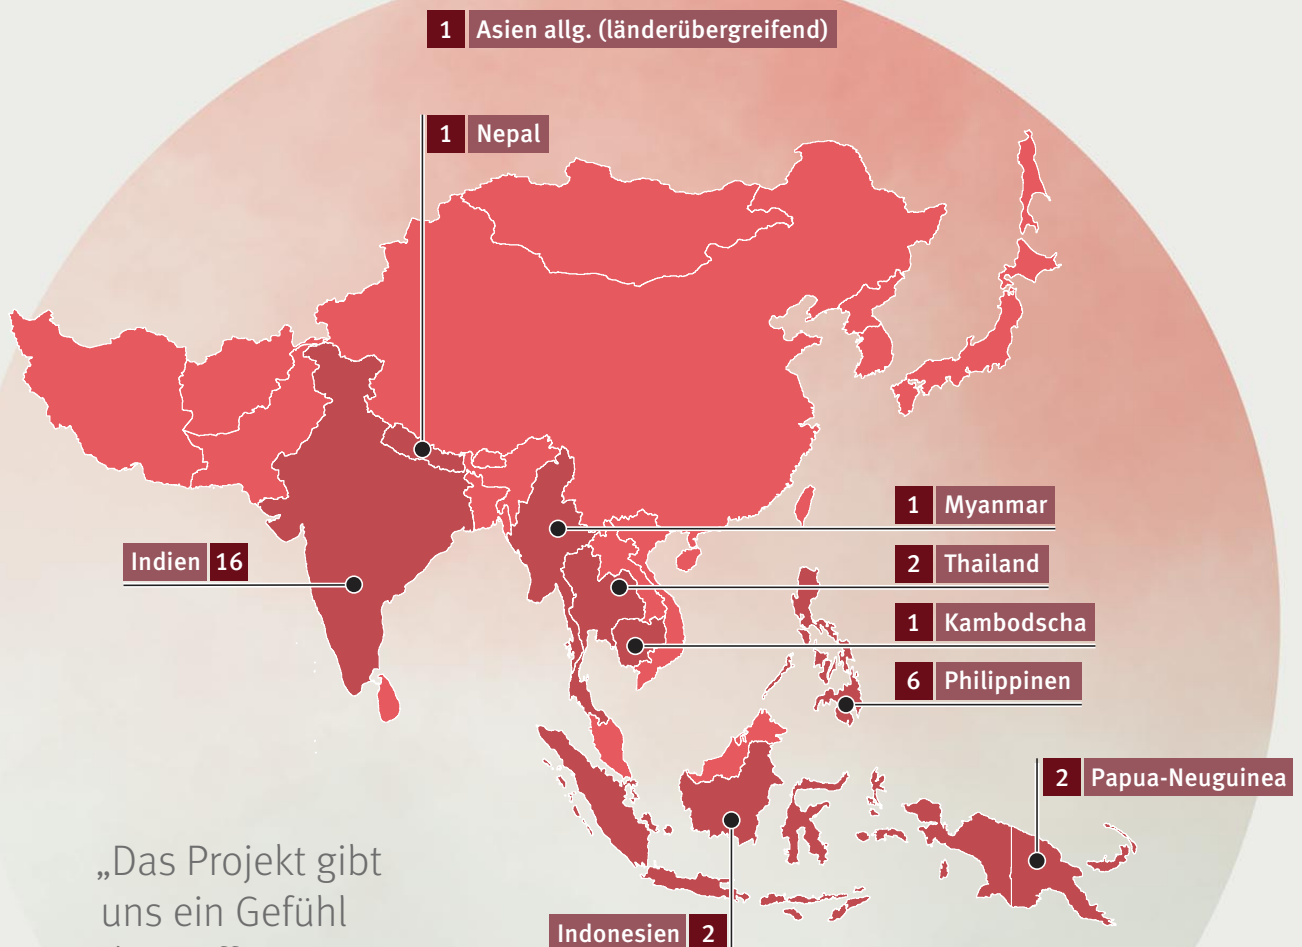 1 Asien allg. (länderübergreifend)
1 Nepal
1 Myanmar
Indien 16
2 Thailand
1 Kambodscha
6 Philippinen
2 Papua-Neuguinea
„Das Projekt gibt
uns ein Gefühl
Indonesien 2